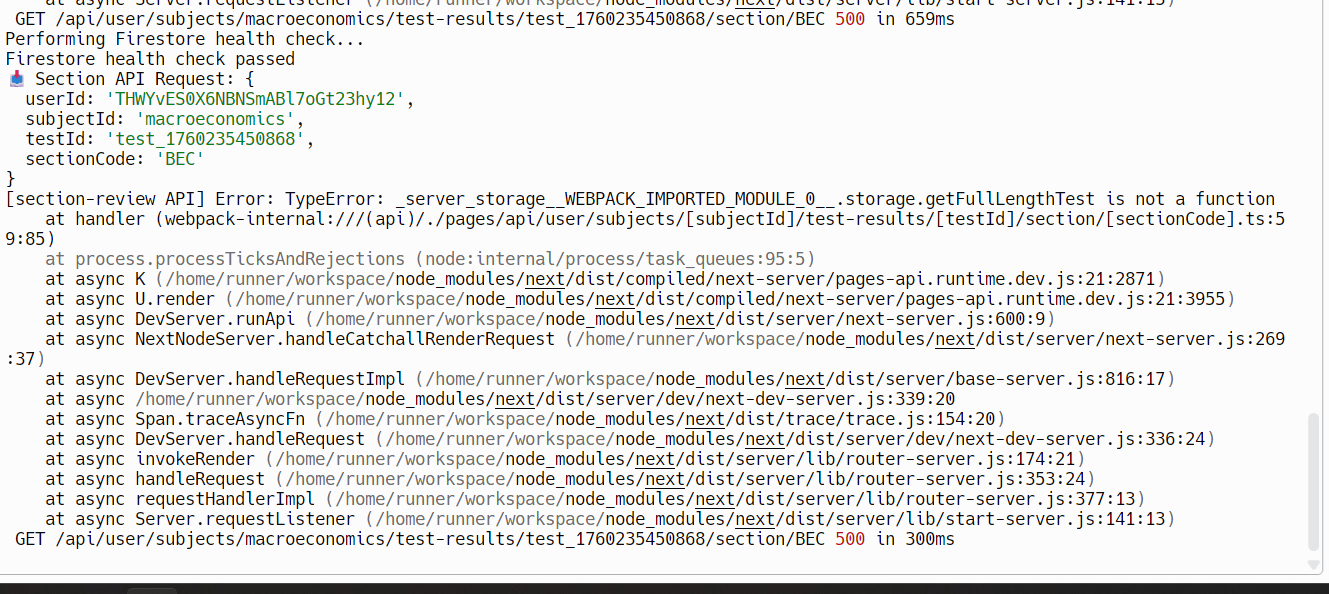 at async Server.requestListener (/home/runner/workspace/node_modules/next/dist/server/lib/start-server.js:141:13)
GET /api/user/subjects/macroeconomics/test-results/test_1760235450868/section/BEC 500 in 659ms
Performing Firestore health check...
Firestore health check passed
📥 Section API Request: {
  userId: 'THWYvES0X6NBNSmABl7oGt23hy12',
  subjectId: 'macroeconomics',
  testId: 'test_1760235450868',
  sectionCode: 'BEC'
}
[section-review API] Error: TypeError: _server_storage__WEBPACK_IMPORTED_MODULE_0__.storage.getFullLengthTest is not a function
    at handler (webpack-internal:///(api)/./pages/api/user/subjects/[subjectId]/test-results/[testId]/section/[sectionCode].ts:5
9:85)
    at process.processTicksAndRejections (node:internal/process/task_queues:95:5)
    at async K (/home/runner/workspace/node_modules/next/dist/compiled/next-server/pages-api.runtime.dev.js:21:2871)
    at async U.render (/home/runner/workspace/node_modules/next/dist/compiled/next-server/pages-api.runtime.dev.js:21:3955)
    at async DevServer.runApi (/home/runner/workspace/node_modules/next/dist/server/next-server.js:600:9)
    at async NextNodeServer.handleCatchallRenderRequest (/home/runner/workspace/node_modules/next/dist/server/next-server.js:269
:37)
    at async DevServer.handleRequestImpl (/home/runner/workspace/node_modules/next/dist/server/base-server.js:816:17)
    at async /home/runner/workspace/node_modules/next/dist/server/dev/next-dev-server.js:339:20
    at async Span.traceAsyncFn (/home/runner/workspace/node_modules/next/dist/trace/trace.js:154:20)
    at async DevServer.handleRequest (/home/runner/workspace/node_modules/next/dist/server/dev/next-dev-server.js:336:24)
    at async invokeRender (/home/runner/workspace/node_modules/next/dist/server/lib/router-server.js:174:21)
    at async handleRequest (/home/runner/workspace/node_modules/next/dist/server/lib/router-server.js:353:24)
    at async requestHandlerImpl (/home/runner/workspace/node_modules/next/dist/server/lib/router-server.js:377:13)
    at async Server.requestListener (/home/runner/workspace/node_modules/next/dist/server/lib/start-server.js:141:13)
GET /api/user/subjects/macroeconomics/test-results/test_1760235450868/section/BEC 500 in 300ms